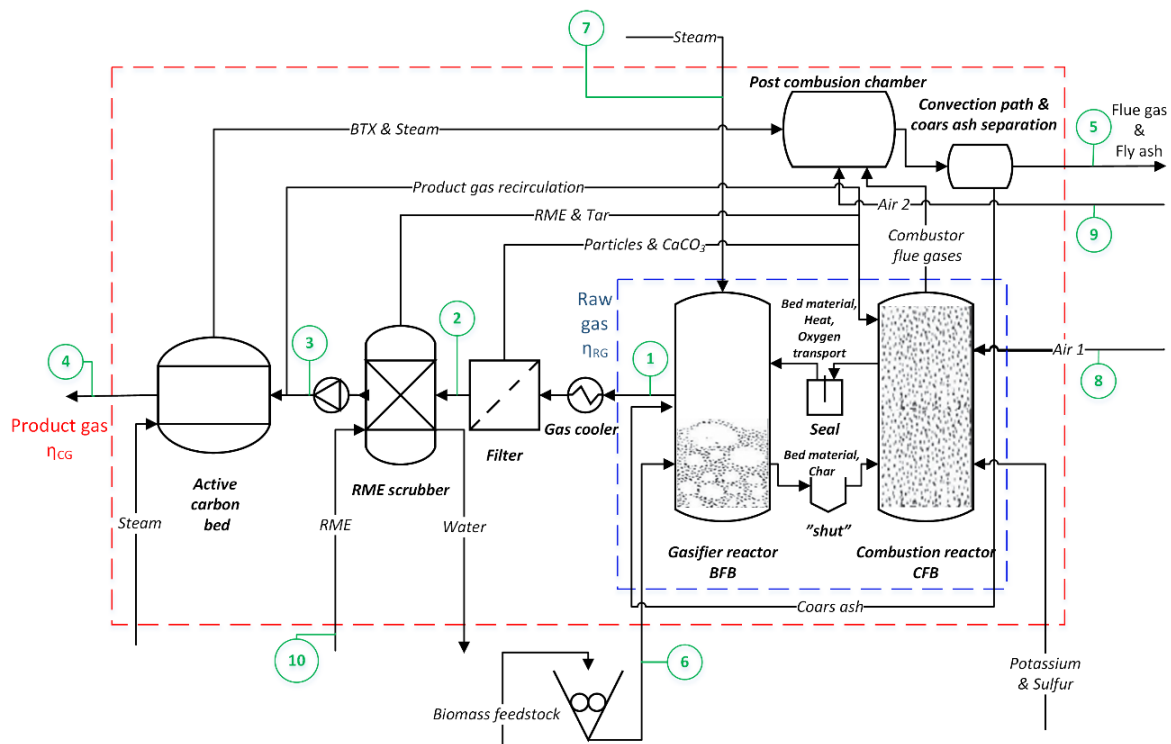 7
Steam
Post combusion chamber
Convection path &
coars ash separation
5
Flue gas
&
Fly ash
BTX & Steam
Product gas recirculation
Air 2
9
RME & Tar
Combustor
flue gases
Particles & CaCO₃
Raw
gas
ηRG
Bed material,
Heat,
Oxygen
transport
4
3
2
1
Air 1
8
Product gas
ηCG
Gas cooler
Seal
Filter
RME scrubber
Active
carbon
bed
Bed material,
Char
"shut"
Steam
RME
Water
Gasifier reactor
BFB
Combustion reactor
CFB
Coars ash
10
6
Potassium
& Sulfur
Biomass feedstock